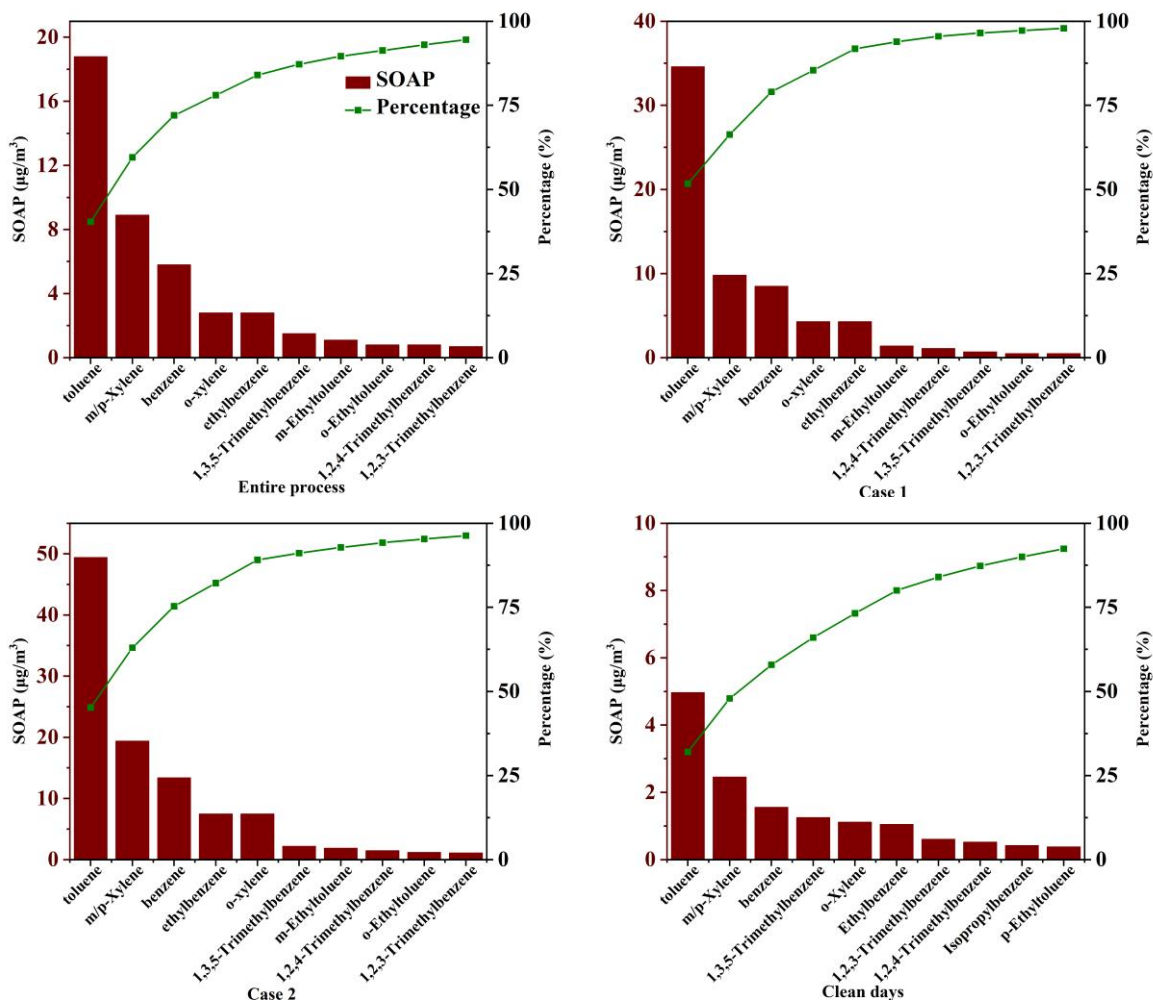 SOAP (μg/m³)
20
16
12
8
4
0
100
75
50
25
0
Percentage (%)
SOAP
Percentage
toluene
m/p-Xylene
benzene
o-xylene
ethylbenzene
1,3,5-Trimethylbenzene
m-Ethyltoluene
o-Ethyltoluene
1,2,4-Trimethylbenzene
1,2,3-Trimethylbenzene
Entire process
SOAP (μg/m³)
40
30
20
10
0
100
75
50
25
0
Percentage (%)
toluene
m/p-Xylene
benzene
o-xylene
ethylbenzene
m-Ethyltoluene
1,2,4-Trimethylbenzene
1,3,5-Trimethylbenzene
o-Ethyltoluene
1,2,3-Trimethylbenzene
Case 1
SOAP (μg/m³)
50
40
30
20
10
0
100
75
50
25
0
Percentage (%)
toluene
m/p-Xylene
benzene
ethylbenzene
o-xylene
1,3,5-Trimethylbenzene
m-Ethyltoluene
1,2,4-Trimethylbenzene
o-Ethyltoluene
1,2,3-Trimethylbenzene
Case 2
SOAP (μg/m³)
10
8
6
4
2
0
100
75
50
25
0
Percentage (%)
toluene
m/p-Xylene
benzene
1,3,5-Trimethylbenzene
o-Xylene
Ethylbenzene
1,2,3-Trimethylbenzene
1,2,4-Trimethylbenzene
Isopropylbenzene
p-Ethyltoluene
Clean days